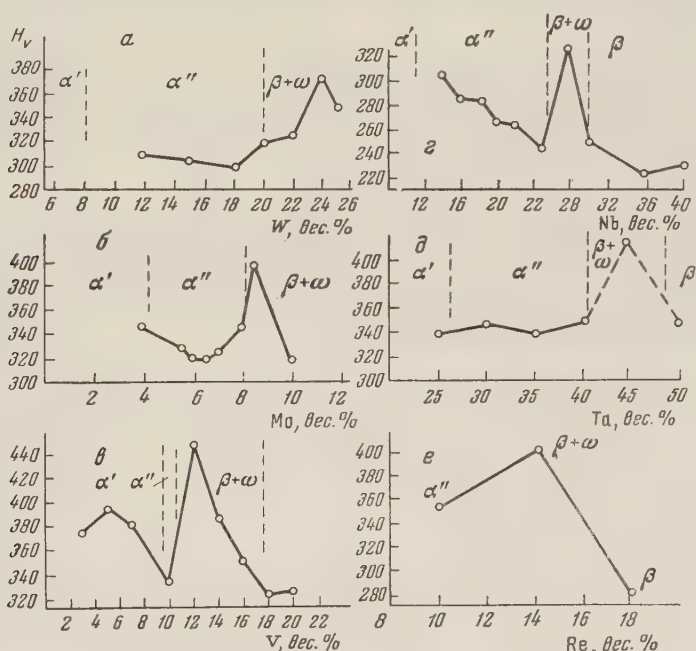 Hv
а
380
360
340
320
300
280
α'
α''
β+ω
6 8 10 12 14 16 18 20 22 24 26
W, вес.%
г
320
300
280
260
240
220
α'
α''
β+ω
β
12 16 20 24 28 32 36 40
Nb, вес.%
б
400
380
360
340
320
300
α'
α''
β+ω
2 4 6 8 10 12
Mo, вес.%
д
400
380
360
340
320
300
α'
α''
β+
ω
β
25 30 35 40 45 50
Ta, вес.%
в
440
420
400
380
360
340
320
α'
α''
β+ω
2 4 6 8 10 12 14 16 18 20 22
V, вес.%
е
400
380
360
340
320
300
280
α''
β+ω
β
8 10 12 14 16 18
Re, вес.%